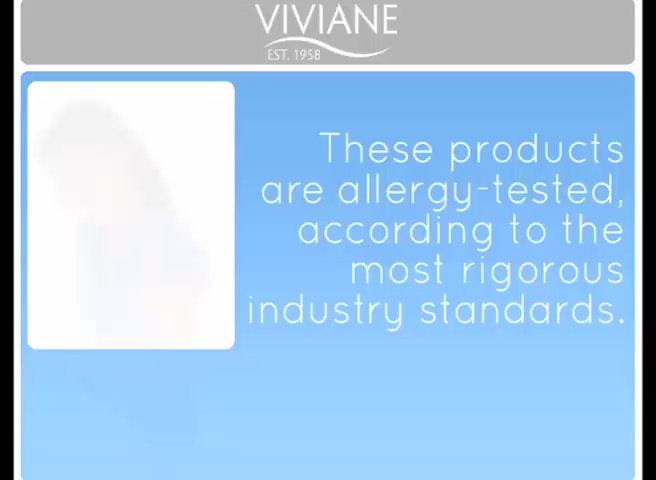 VIVIANE
EST. 1958
These products
are allergy-tested,
according to the
most rigorous
industry standards.